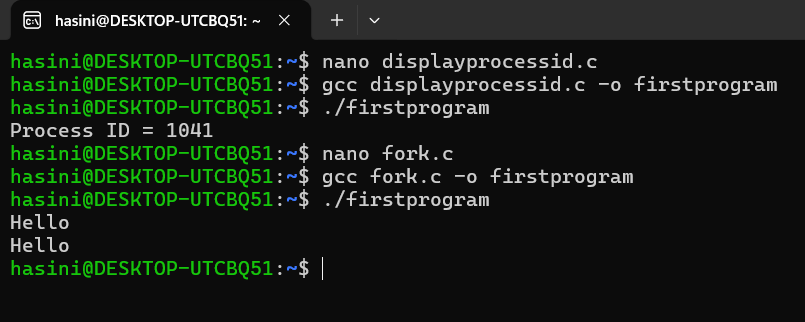 hasini@DESKTOP-UTCBQ51: ~
hasini@DESKTOP-UTCBQ51:~$ nano displayprocessid.c
hasini@DESKTOP-UTCBQ51:~$ gcc displayprocessid.c -o firstprogram
hasini@DESKTOP-UTCBQ51:~$ ./firstprogram
Process ID = 1041
hasini@DESKTOP-UTCBQ51:~$ nano fork.c
hasini@DESKTOP-UTCBQ51:~$ gcc fork.c -o firstprogram
hasini@DESKTOP-UTCBQ51:~$ ./firstprogram
Hello
Hello
hasini@DESKTOP-UTCBQ51:~$